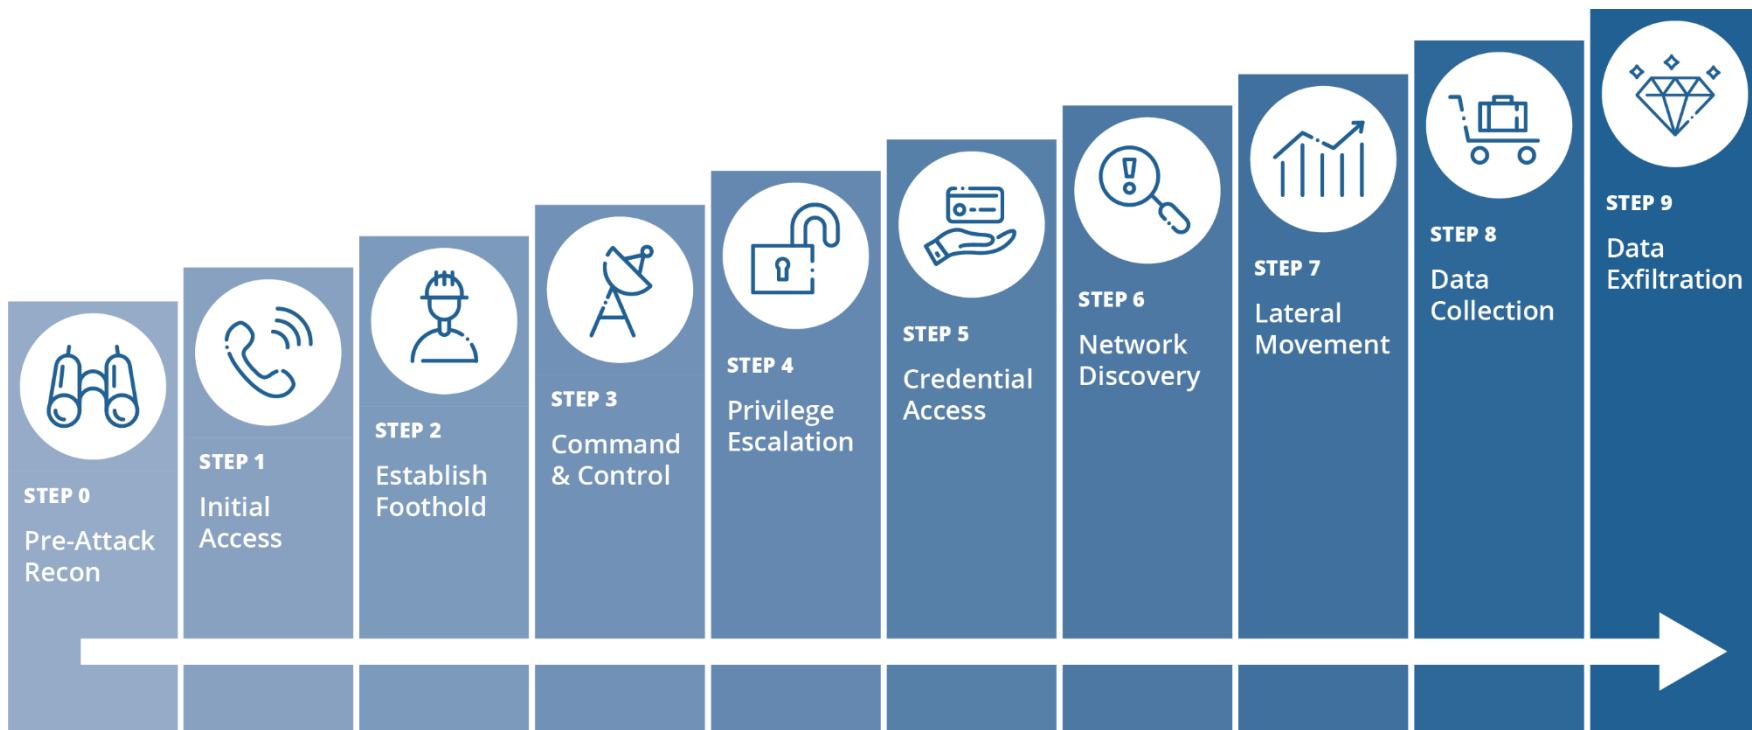 STEP 0
Pre-Attack
Recon
STEP 1
Initial
Access
STEP 2
Establish
Foothold
STEP 3
Command
& Control
STEP 4
Privilege
Escalation
STEP 5
Credential
Access
STEP 6
Network
Discovery
STEP 7
Lateral
Movement
STEP 8
Data
Collection
STEP 9
Data
Exfiltration